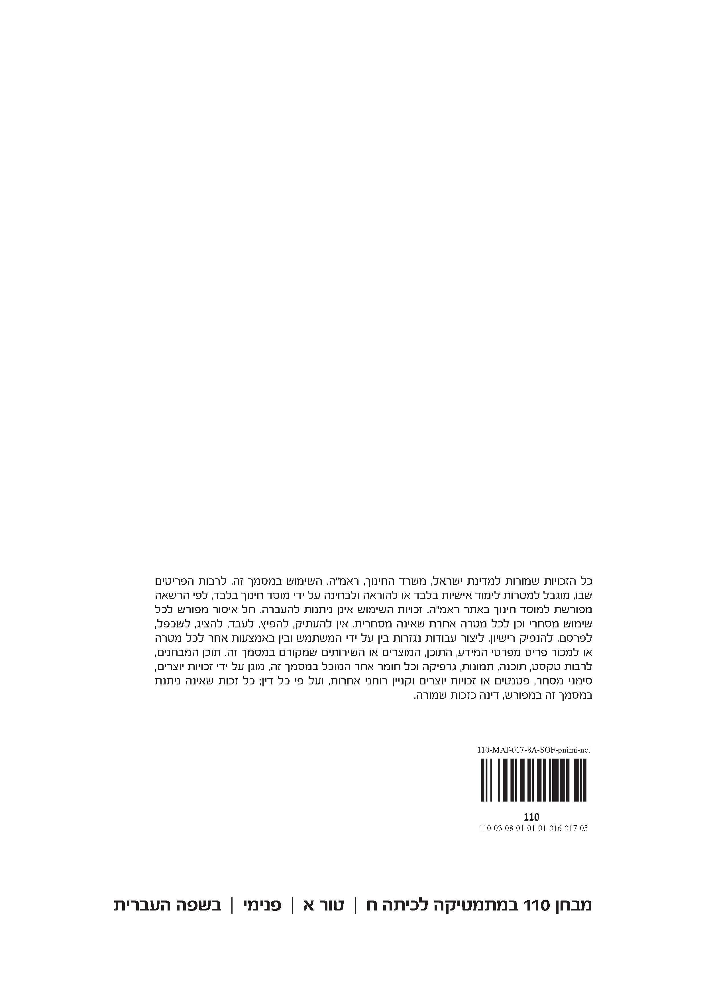 כל הזכויות שמורות למדינת ישראל, משרד החינוך, ראמ"ה. השימוש במסמך זה, לרבות הפריטים
שבו, מוגבל למטרות לימוד אישיות בלבד או להוראה ולבחינה על ידי מוסד חינוך בלבד, לפי הרשאה
מפורשת למוסד חינוך באתר ראמ"ה. זכויות השימוש אינן ניתנות להעברה. חל איסור מפורש לכל
שימוש מסחרי וכן לכל מטרה אחרת שאינה מסחרית. אין להעתיק, להפיץ, לעבד, להציג, לשכפל,
לפרסם, להנפיק רישיון, ליצור עבודות נגזרות בין על ידי המשתמש ובין באמצעות אחר לכל מטרה
או למכור פריט מפרטי המידע, התוכן, המוצרים או השירותים שמקורם במסמך זה. תוכן המבחנים,
לרבות טקסט, תוכנה, תמונות, גרפיקה וכל חומר אחר המוכל במסמך זה, מוגן על ידי זכויות יוצרים,
סימני מסחר, פטנטים או זכויות יוצרים וקניין רוחני אחרות, ועל פי כל דין; כל זכות שאינה ניתנת
במסמך זה במפורש, דינה כזכות שמורה.
110-MAT-017-8A-SOF-pnimi-net
110
110-03-08-01-01-01-016-017-05
מבחן 110 במתמטיקה לכיתה ח | טור א | פנימי | בשפה העברית